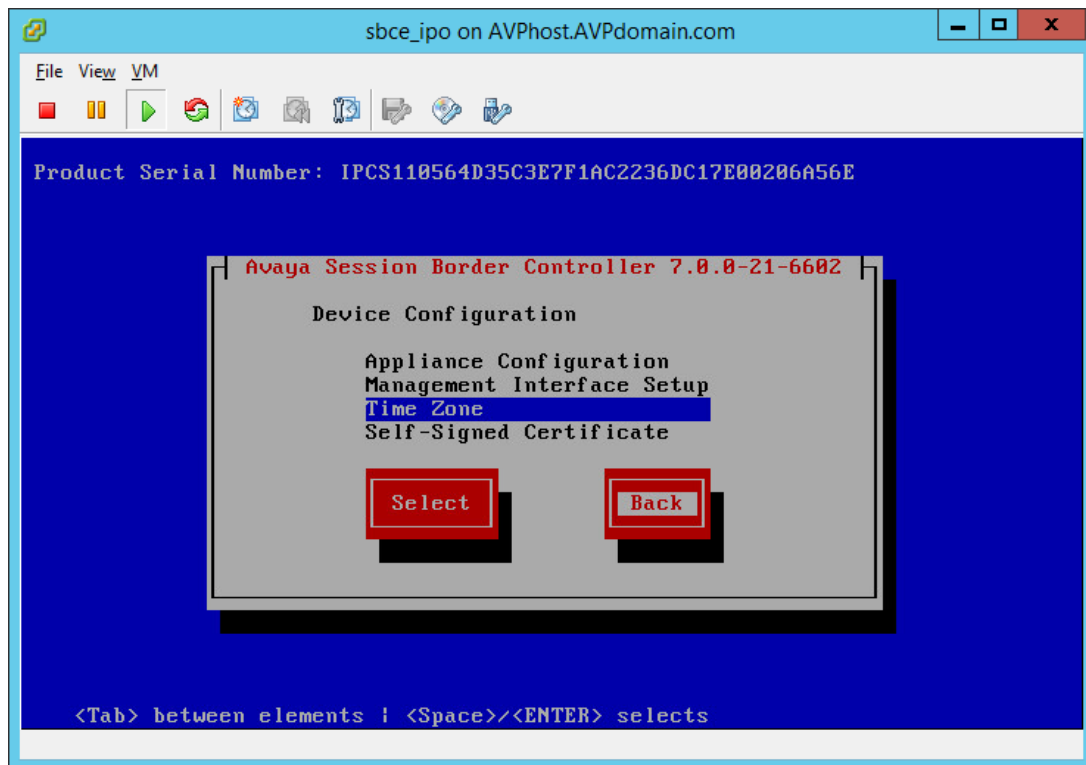 sbce_ipo on AVPhost.AVPdomain.com
File View VM
Product Serial Number: IPCS110564D35C3E7F1AC2236DC17E00206A56E
Avaya Session Border Controller 7.0.0-21-6602
Device Configuration
Appliance Configuration
Management Interface Setup
Time Zone
Self-Signed Certificate
Select Back
<Tab> between elements | <Space>/<ENTER> selects